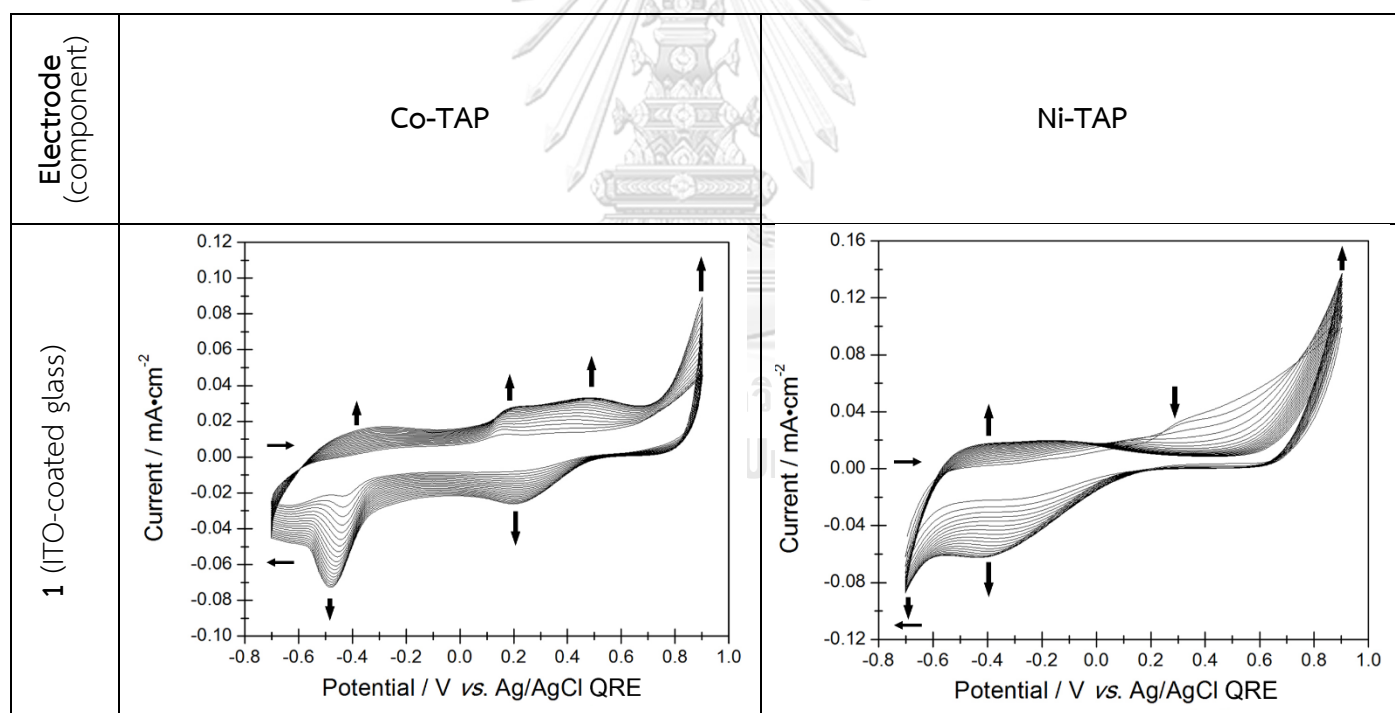 Electrode
(component)
Co-TAP
Ni-TAP
1 (ITO-coated glass)
0.12
0.10
0.08
0.06
0.04
0.02
0.00
-0.02
-0.04
-0.06
-0.08
-0.10
Current / mA•cm-2
-0.8 -0.6 -0.4 -0.2 0.0 0.2 0.4 0.6 0.8 1.0
Potential / V vs. Ag/AgCl QRE
0.16
0.12
0.08
0.04
0.00
-0.04
-0.08
-0.12
Current / mA•cm-2
-0.8 -0.6 -0.4 -0.2 0.0 0.2 0.4 0.6 0.8 1.0
Potential / V vs. Ag/AgCl QRE